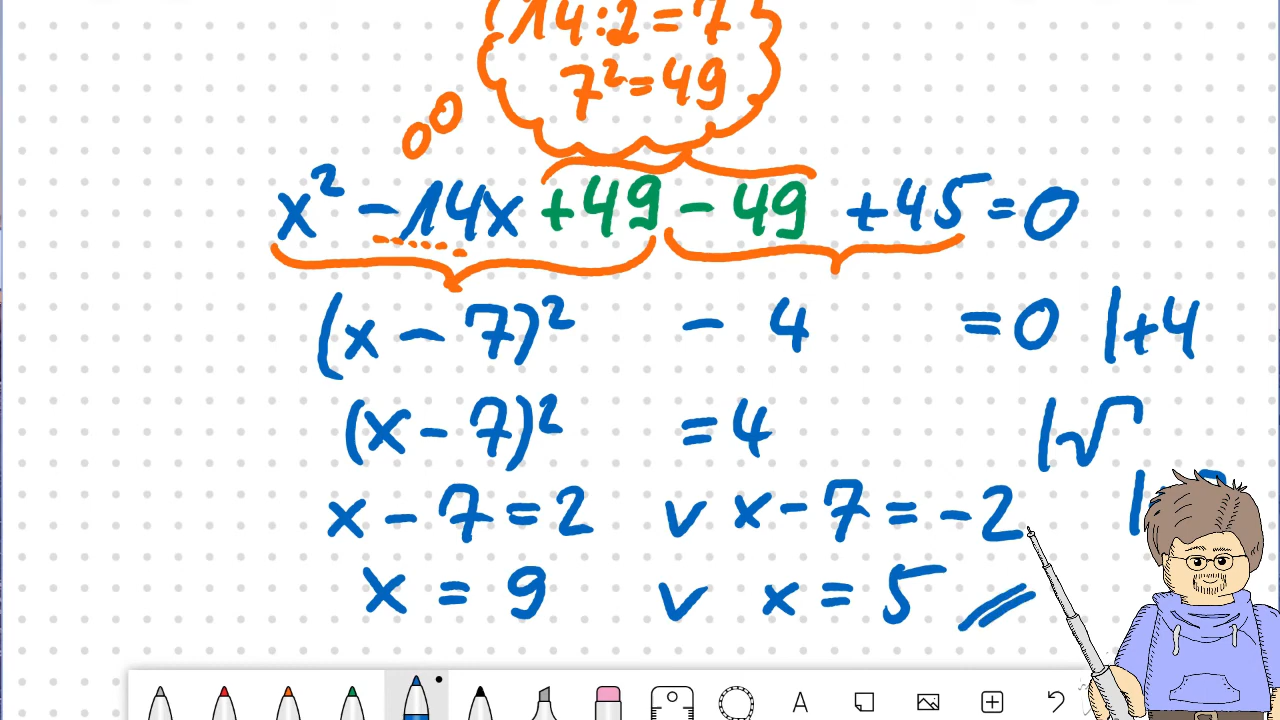 14:2=7
7²=49
x² -14x +49 - 49 +45=0
(x - 7)² - 4 =0 |+4
(x - 7)² =4 |√
x - 7 = 2 v x - 7 = -2
x = 9 v x = 5
A